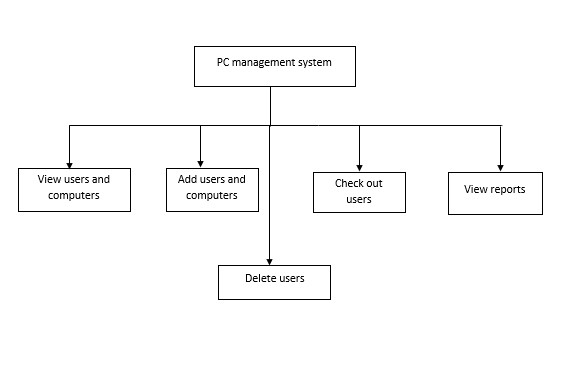 PC management system
View users and
computers
Add users and
computers
Check out
users
View reports
Delete users